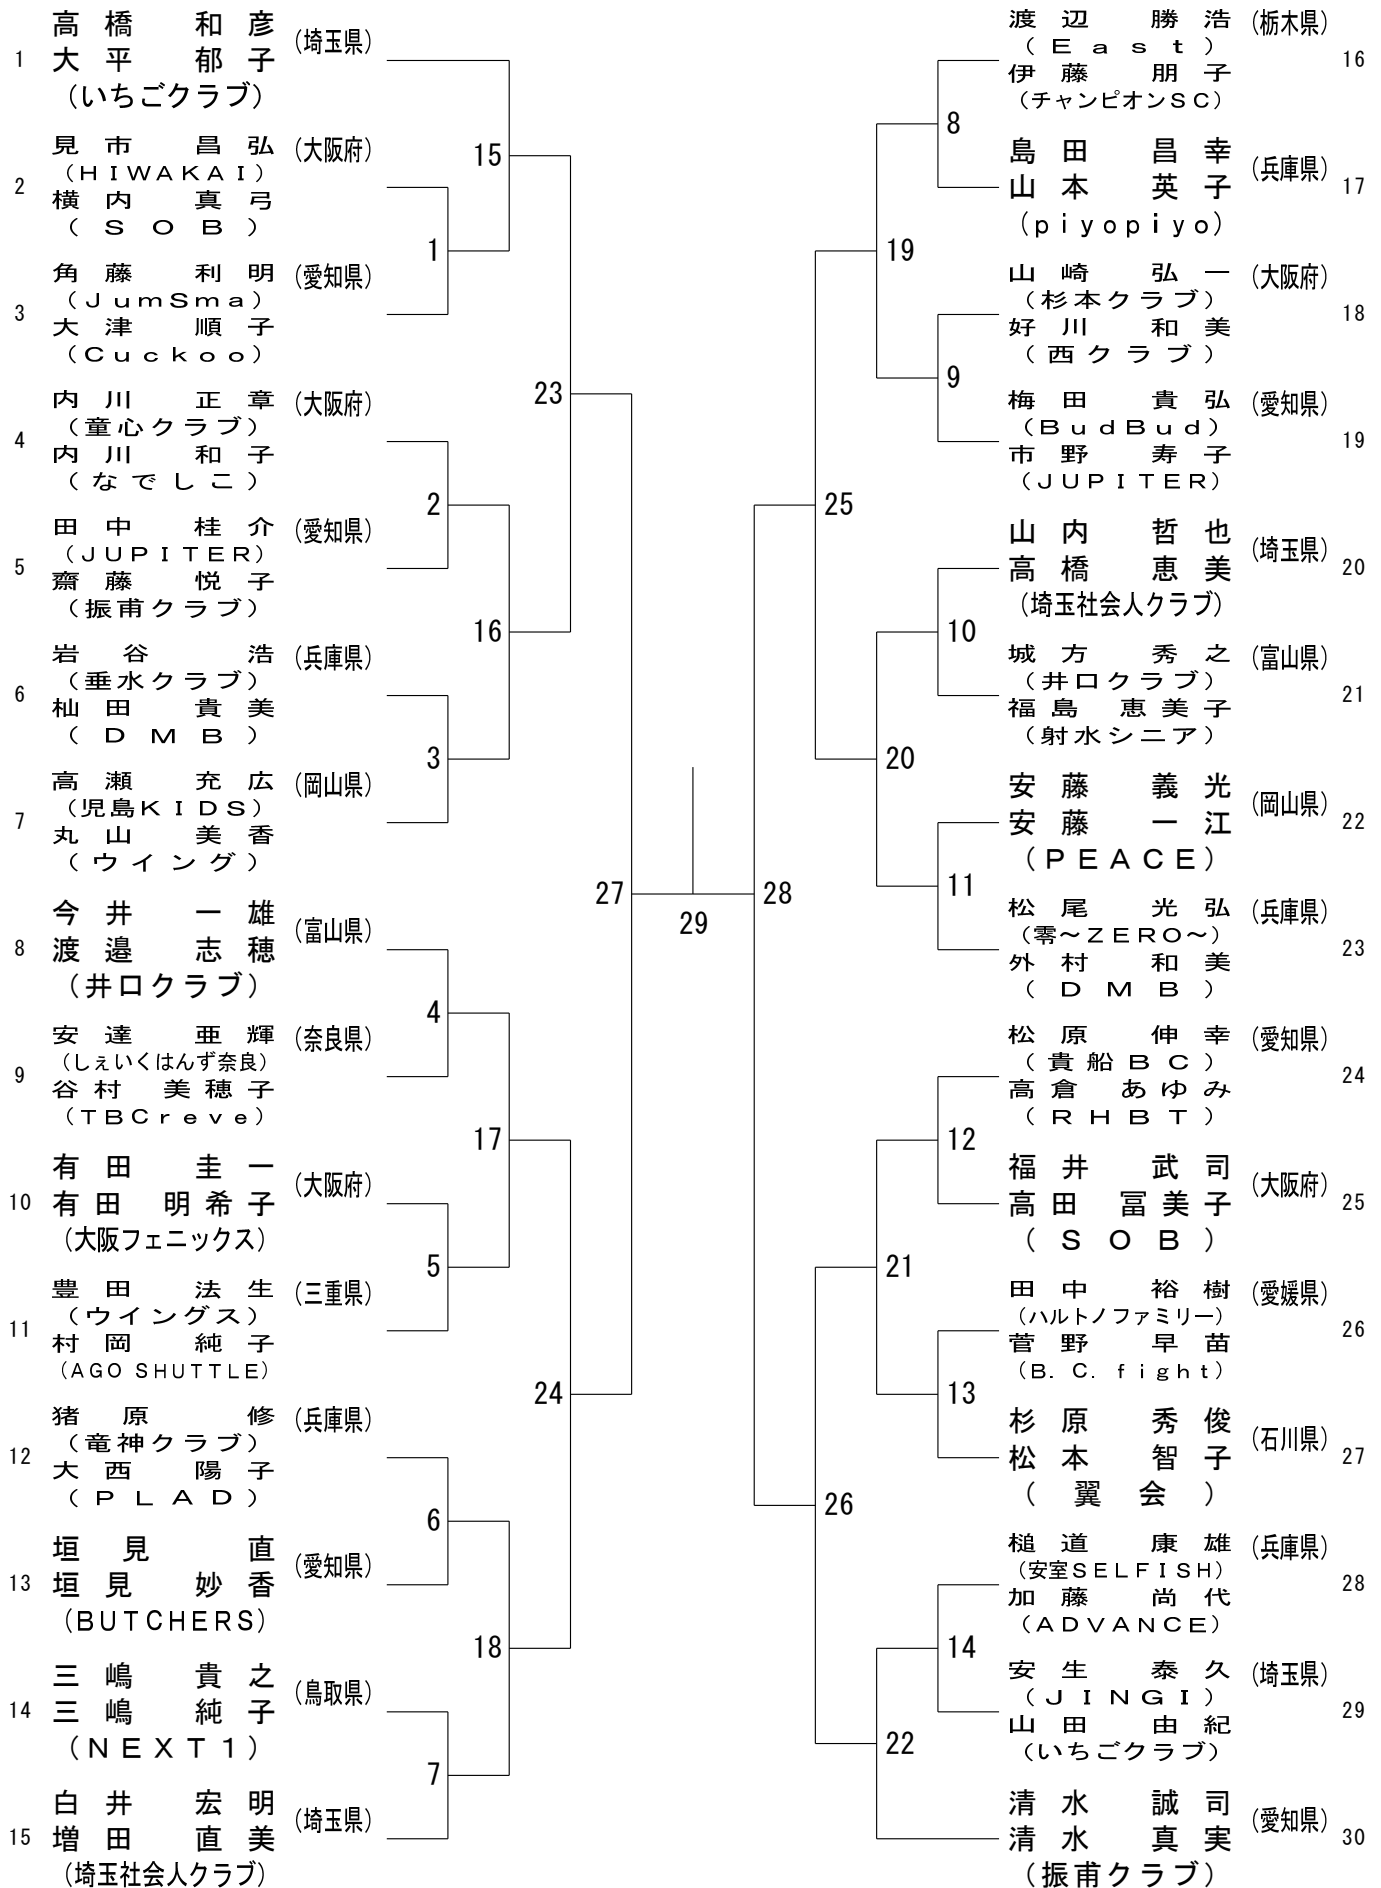 高橋 和彦 (埼玉県)
1 大平 郁子
(いちごクラブ)
見市 昌弘 (大阪府)
(HIWAKAI)
2 横内 真弓
(SOB)
角藤 利明 (愛知県)
(JumSma)
3 大津 順子
(Cuckoo)
内川 正章 (大阪府)
(童心クラブ)
4 内川 和子
(なでしこ)
田中 桂介 (愛知県)
(JUPITER)
5 齋藤 悦子
(振甫クラブ)
岩谷 浩 (兵庫県)
(垂水クラブ)
6 杣田 貴美
(DMB)
高瀬 充広 (岡山県)
(児島KIDS)
7 丸山 美香
(ウイング)
今井 一雄 (富山県)
8 渡邉 志穂
(井口クラブ)
安達 亜輝 (奈良県)
(しぇいくはんず奈良)
9 谷村 美穂子
(TBCreve)
有田 圭一 (大阪府)
10 有田 明希子
(大阪フェニックス)
豊田 法生 (三重県)
(ウイングス)
11 村岡 純子
(AGO SHUTTLE)
猪原 修 (兵庫県)
(竜神クラブ)
12 大西 陽子
(PLAD)
垣見 直 (愛知県)
13 垣見 妙香
(BUTCHERS)
三嶋 貴之 (鳥取県)
14 三嶋 純子
(NEXT1)
白井 宏明 (埼玉県)
15 増田 直美
(埼玉社会人クラブ)
15
1
23
2
16
3
27
4
17
5
24
6
18
7
29
28
8
19
9
25
10
20
11
12
21
13
26
14
22
渡辺 勝浩 (栃木県)
(East) 16
伊藤 朋子
(チャンピオンSC)
島田 昌幸 (兵庫県)
山本 英子 17
(piyopiyo)
山崎 弘一 (大阪府)
(杉本クラブ) 18
好川 和美
(西クラブ)
梅田 貴弘 (愛知県)
(BudBud) 19
市野 寿子
(JUPITER)
山内 哲也 (埼玉県)
高橋 恵美 20
(埼玉社会人クラブ)
城方 秀之 (富山県)
(井口クラブ) 21
福島 恵美子
(射水シニア)
安藤 義光 (岡山県)
安藤 一江 22
(PEACE)
松尾 光弘 (兵庫県)
(零~ZERO~) 23
外村 和美
(DMB)
松原 伸幸 (愛知県)
(貴船BC) 24
高倉 あゆみ
(RHBT)
福井 武司 (大阪府)
高田 冨美子 25
(SOB)
田中 裕樹 (愛媛県)
(ハルトノファミリー) 26
菅野 早苗
(B.C.fight)
杉原 秀俊 (石川県)
松本 智子 27
(翼会)
槌道 康雄 (兵庫県)
(安室SELFISH) 28
加藤 尚代
(ADVANCE)
安生 泰久 (埼玉県)
(JINGI) 29
山田 由紀
(いちごクラブ)
清水 誠司 (愛知県)
清水 真実 30
(振甫クラブ)